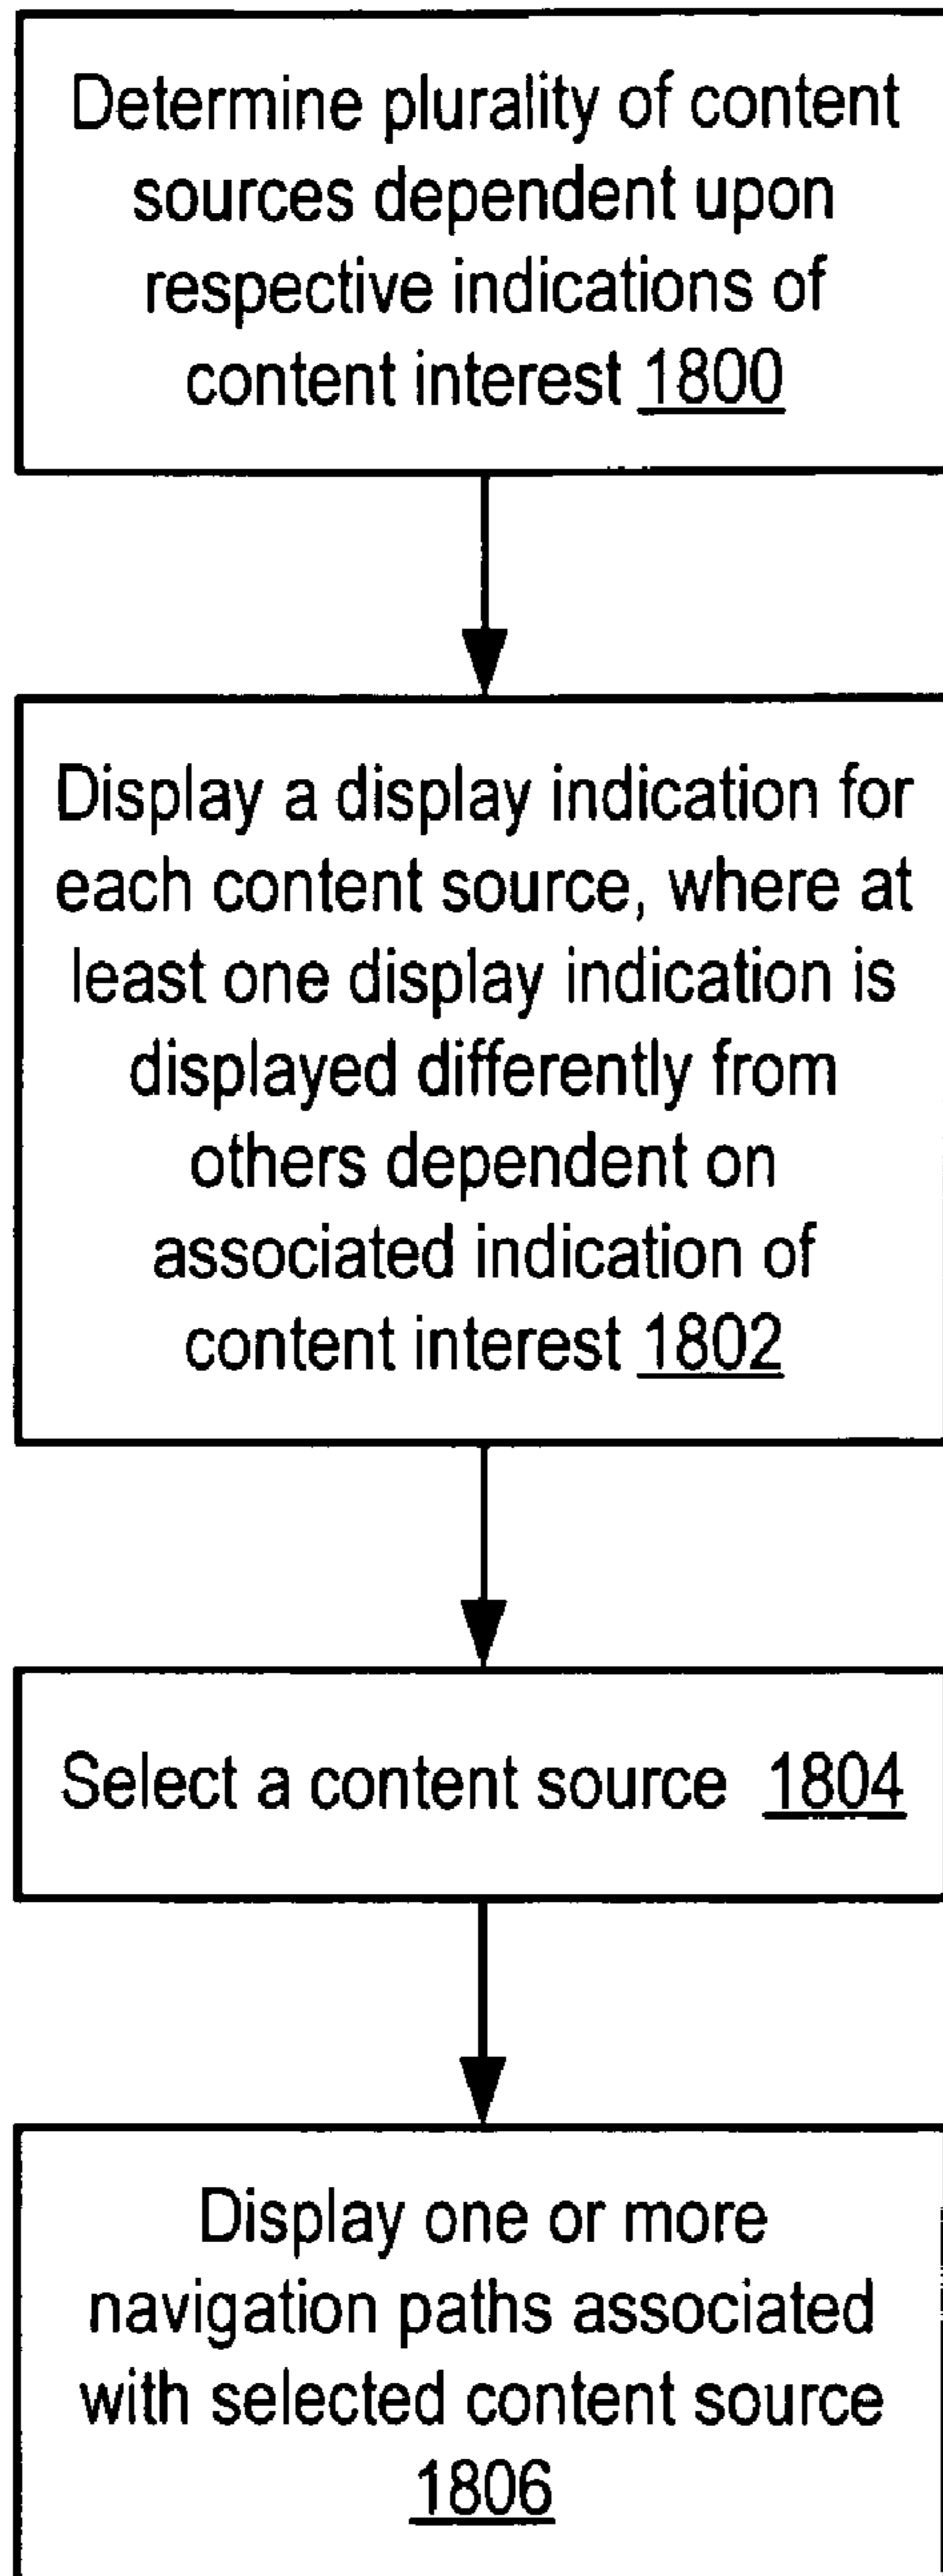 Determine plurality of content
sources dependent upon
respective indications of
content interest 1800
Display a display indication for
each content source, where at
least one display indication is
displayed differently from
others dependent on
associated indication of
content interest 1802
Select a content source 1804
Display one or more
navigation paths associated
with selected content source
1806